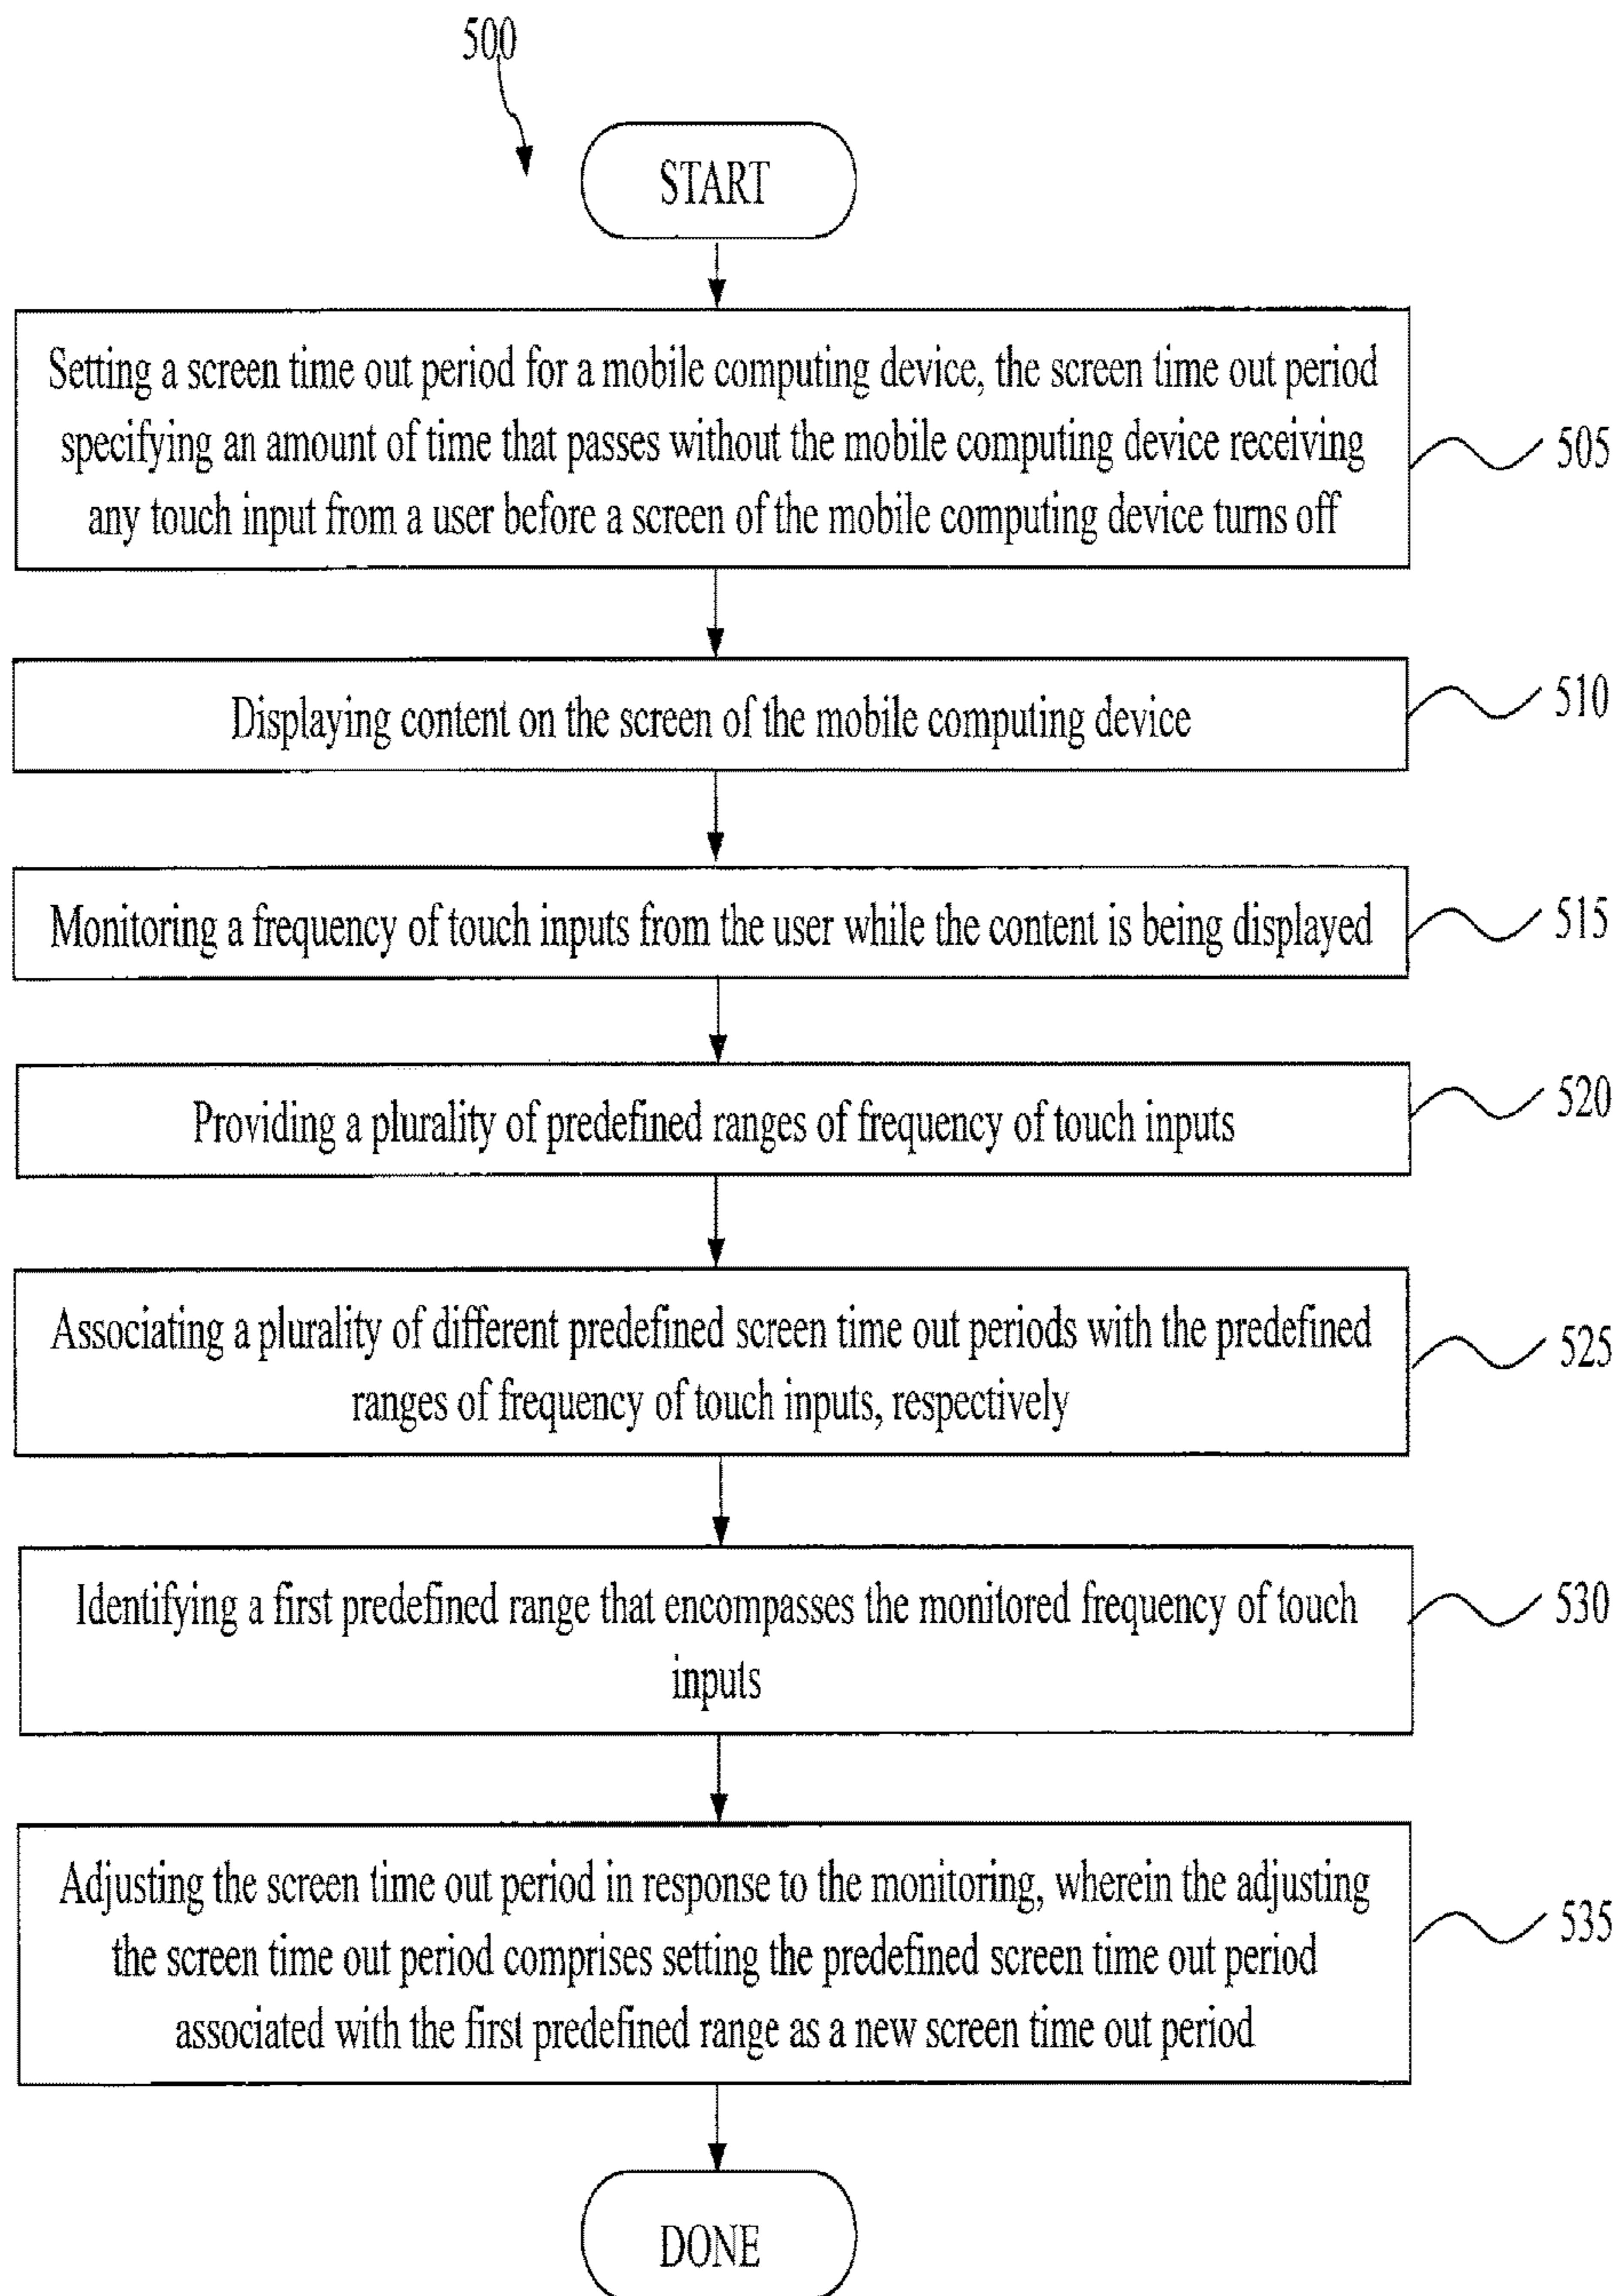 500
START
Setting a screen time out period for a mobile computing device, the screen time out period
specifying an amount of time that passes without the mobile computing device receiving
any touch input from a user before a screen of the mobile computing device turns off
505
Displaying content on the screen of the mobile computing device
510
Monitoring a frequency of touch inputs from the user while the content is being displayed
515
Providing a plurality of predefined ranges of frequency of touch inputs
520
Associating a plurality of different predefined screen time out periods with the predefined
ranges of frequency of touch inputs, respectively
525
Identifying a first predefined range that encompasses the monitored frequency of touch
inputs
530
Adjusting the screen time out period in response to the monitoring, wherein the adjusting
the screen time out period comprises setting the predefined screen time out period
associated with the first predefined range as a new screen time out period
535
DONE